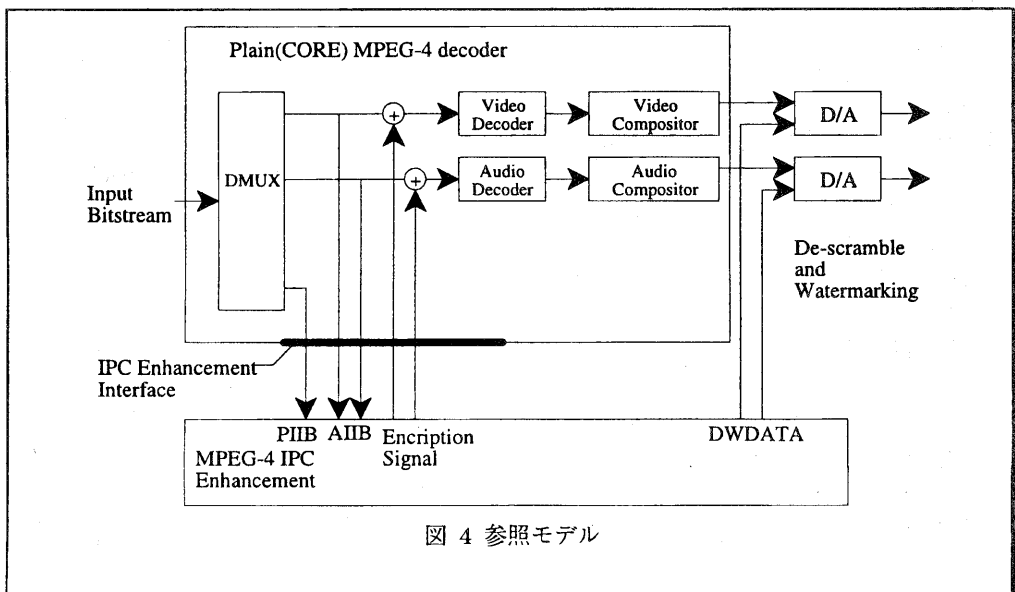 Plain(CORE) MPEG-4 decoder
DMUX
Video
Decoder
Video
Compositor
D/A
Audio
Decoder
Audio
Compositor
D/A
Input
Bitstream
De-scramble
and
Watermarking
IPC Enhancement
Interface
PIIB AIIB Encription
Signal
DWDATA
MPEG-4 IPC
Enhancement
図 4 参照モデル